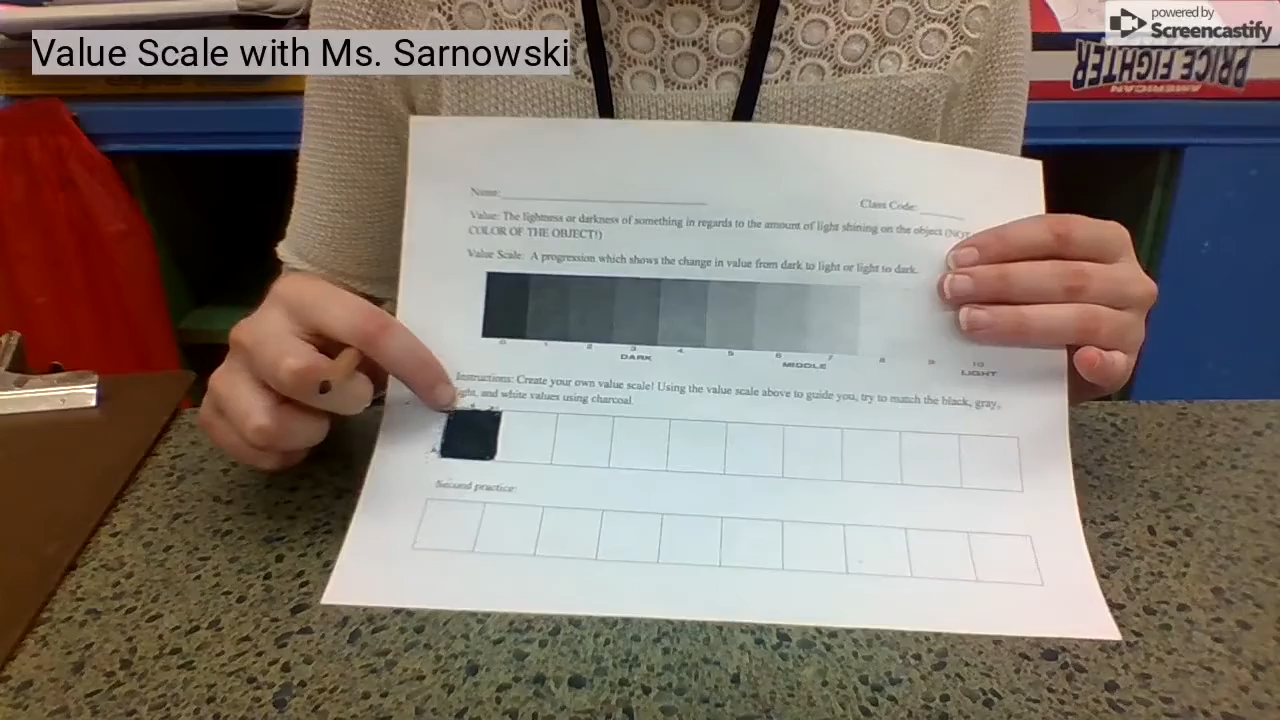 Value Scale with Ms. Sarnowski
powered by
Screencastify
PRICE FIGHTER
AMERICAN
Name:
Class Code:
Value: The lightness or darkness of something in regards to the amount of light shining on the object (NOT
COLOR OF THE OBJECT!)
Value Scale: A progression which shows the change in value from dark to light or light to dark.
0 1 2 3 4 5 6 7 8 9 10
DARK MIDDLE LIGHT
Instructions: Create your own value scale! Using the value scale above to guide you, try to match the black, gray,
light, and white values using charcoal.
Second practice: